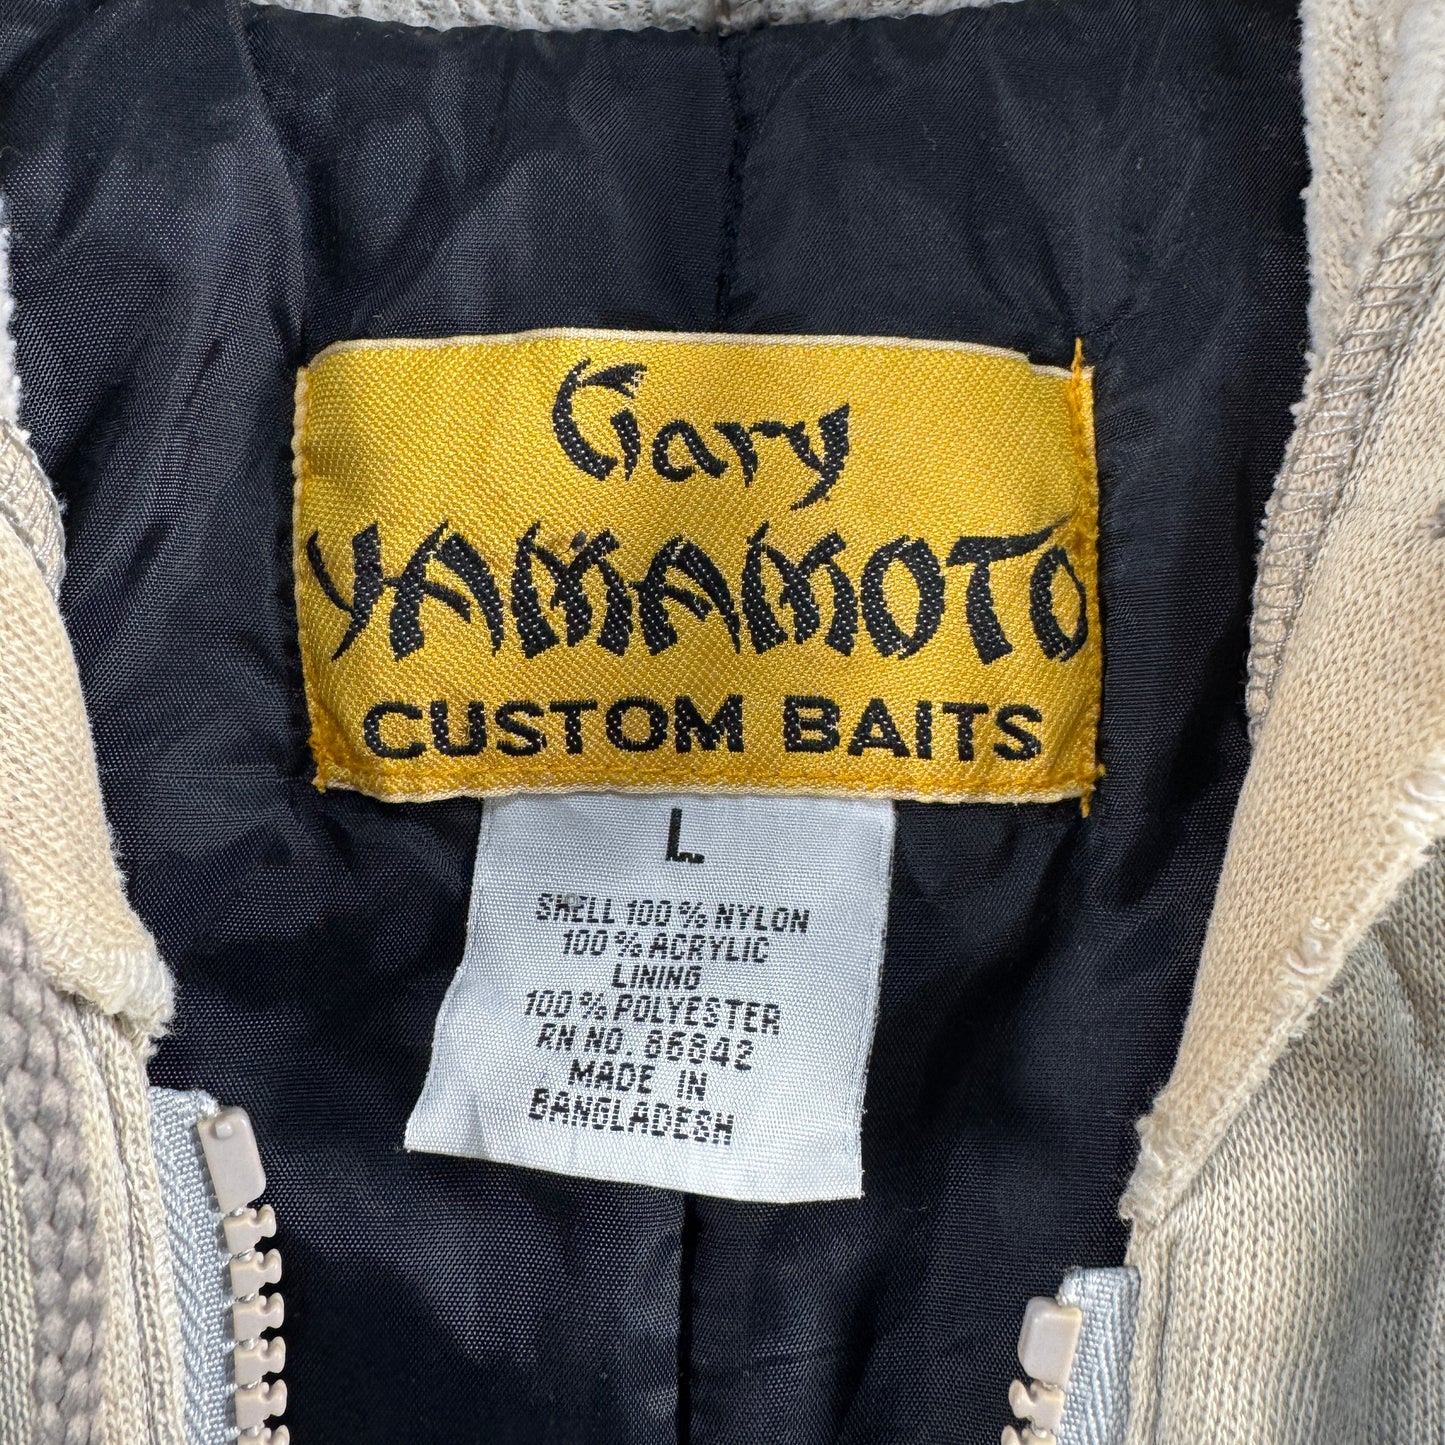 Gary
YAMAMOTO
CUSTOM BAITS
L
SHELL 100% NYLON
100% ACRYLIC
LINING
100% POLYESTER
RN NO. 86842
MADE IN
BANGLADESH